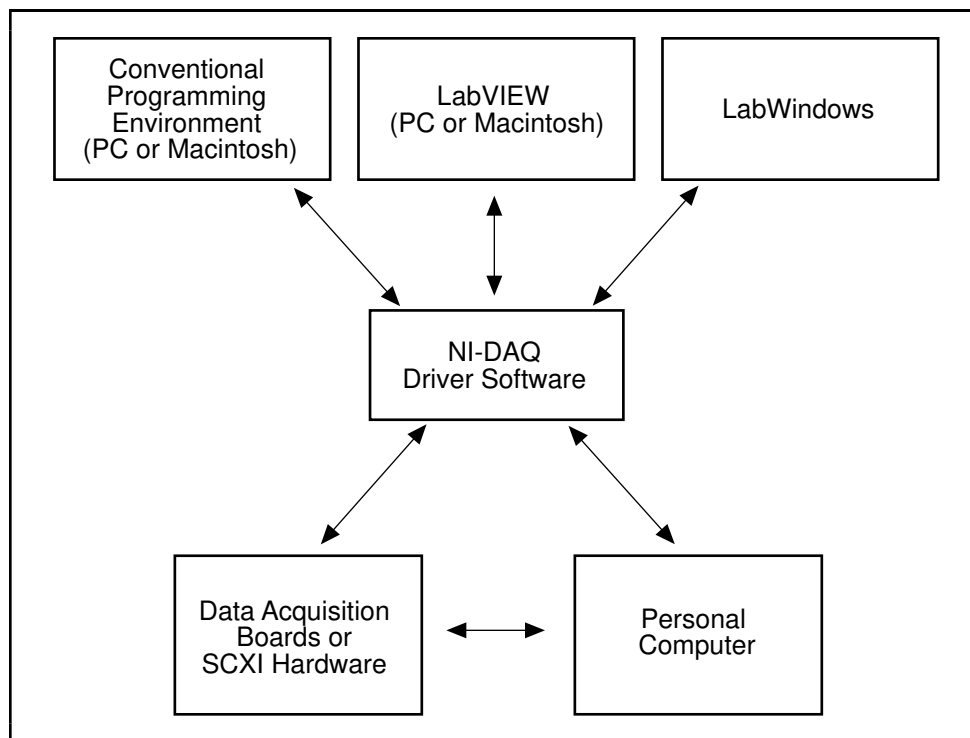 Conventional
Programming
Environment
(PC or Macintosh)
LabVIEW
(PC or Macintosh)
LabWindows
NI-DAQ
Driver Software
Data Acquisition
Boards or
SCXI Hardware
Personal
Computer